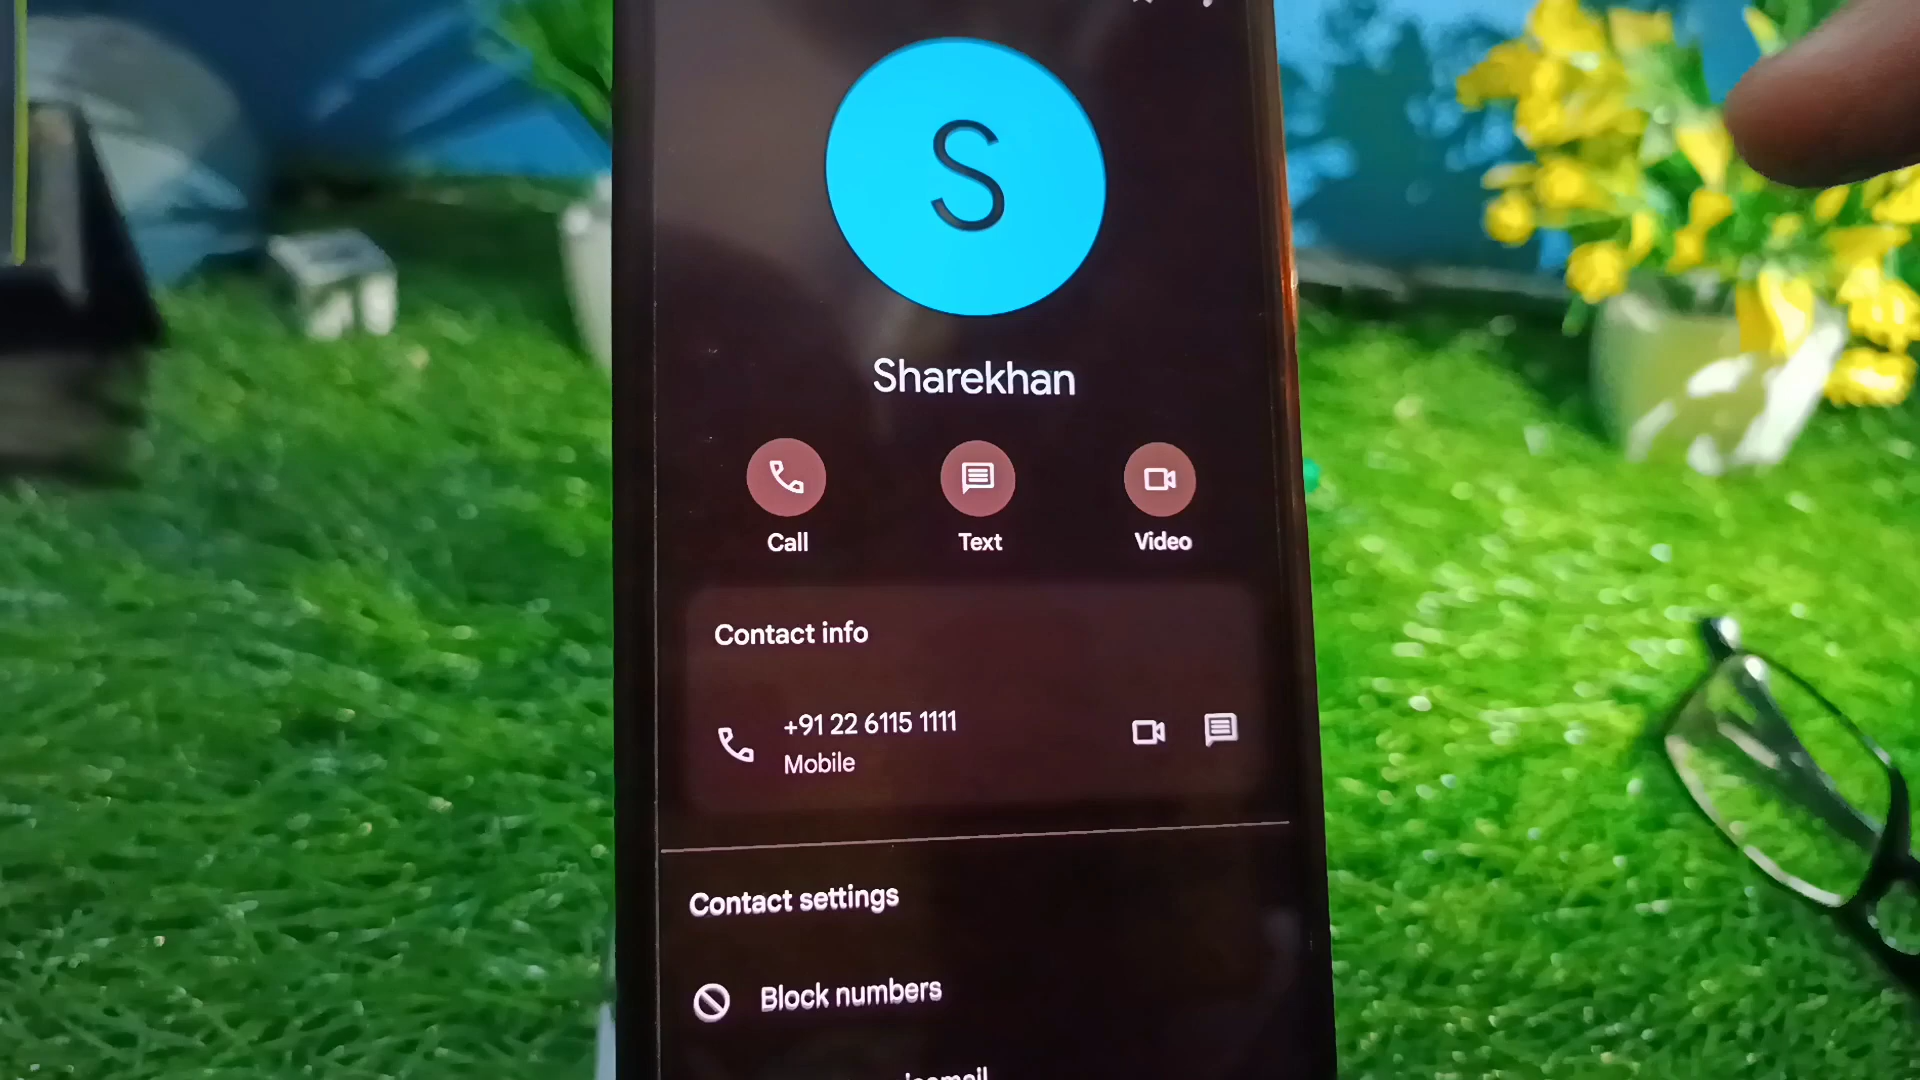 S
Sharekhan
Call Text Video
Contact info
+91 22 6115 1111
Mobile
Contact settings
Block numbers